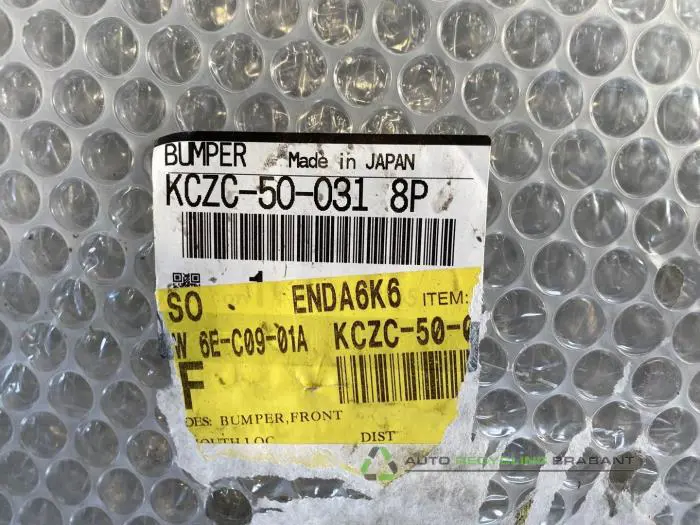 BUMPER Made in JAPAN
KCZC-50-031 8P
1
SO ENDA6K6 ITEM:
6E-C09-01A KCZC-50-
F
BUMPER,FRONT
DIST
AUTO RECYCLING BRABANT